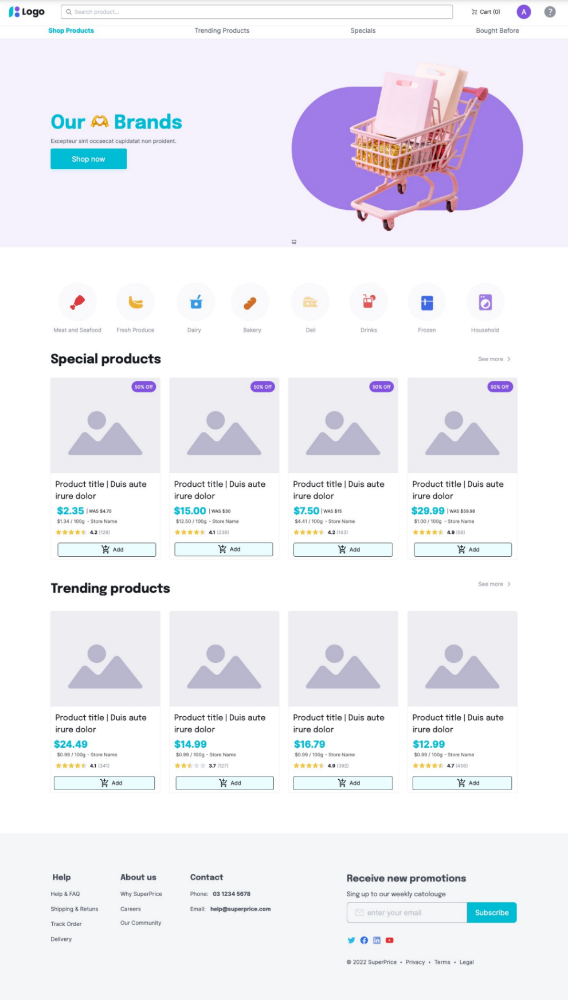 Logo
Search product...
Cart (0)
A
?
Shop Products
Trending Products
Specials
Bought Before
Our 🫶 Brands
Excepteur sint occaecat cupidatat non proident.
Shop now
Meat and Seafood
Fresh Produce
Dairy
Bakery
Deli
Drinks
Frozen
Household
Special products
See more >
50% Off
50% Off
50% Off
50% Off
Product title | Duis aute
irure dolor
$2.35 | WAS $4.70
$1.34 / 100g - Store Name
4.2 (129)
Add
Product title | Duis aute
irure dolor
$15.00 | WAS $30
$12.50 / 100g - Store Name
4.1 (236)
Add
Product title | Duis aute
irure dolor
$7.50 | WAS $15
$4.41 / 100g - Store Name
4.2 (143)
Add
Product title | Duis aute
irure dolor
$29.99 | WAS $59.98
$1.00 / 100g - Store Name
4.9 (56)
Add
Trending products
See more >
Product title | Duis aute
irure dolor
$24.49
$0.99 / 100g - Store Name
4.1 (341)
Add
Product title | Duis aute
irure dolor
$14.99
$0.99 / 100g - Store Name
3.7 (127)
Add
Product title | Duis aute
irure dolor
$16.79
$0.99 / 100g - Store Name
4.9 (392)
Add
Product title | Duis aute
irure dolor
$12.99
$0.99 / 100g - Store Name
4.7 (456)
Add
Help
Help & FAQ
Shipping & Retuns
Track Order
Delivery
About us
Why SuperPrice
Careers
Our Community
Contact
Phone: 03 1234 5678
Email: help@superprice.com
Receive new promotions
Sing up to our weekly catolouge
enter your email
Subscribe
© 2022 SuperPrice • Privacy • Terms • Legal